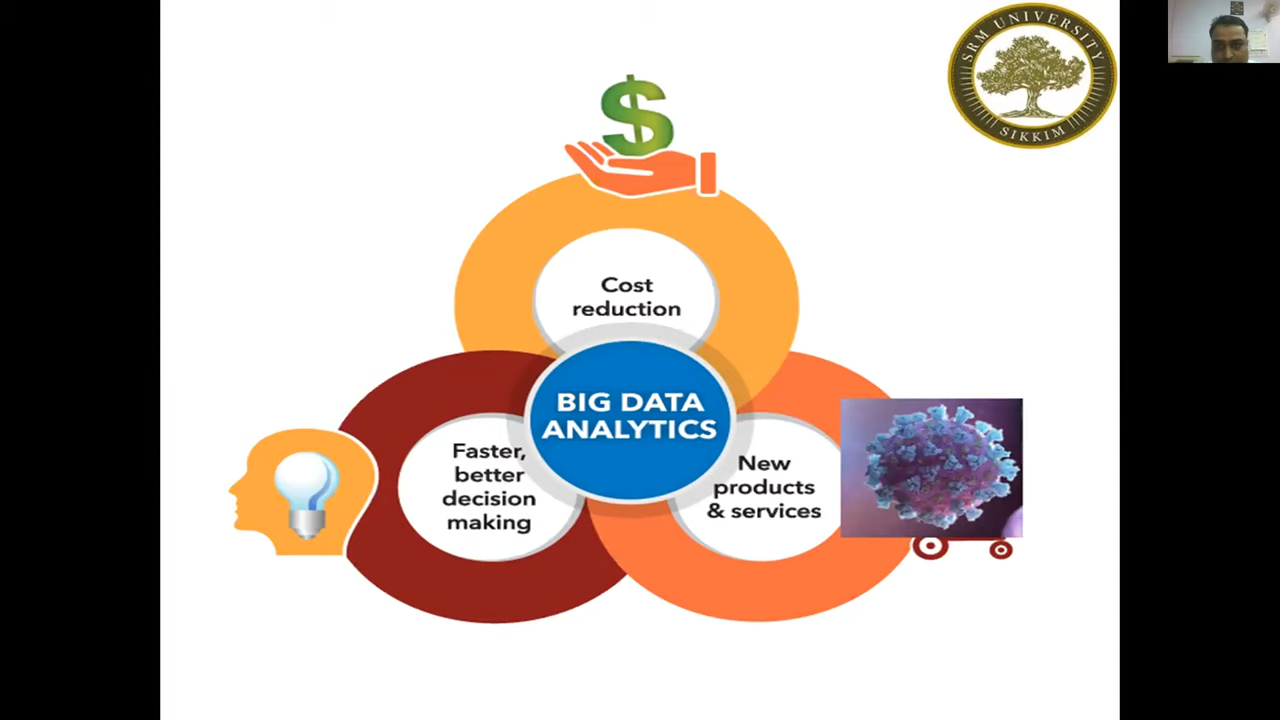 SRM UNIVERSITY
SIKKIM
$
Cost
reduction
BIG DATA
ANALYTICS
Faster,
better
decision
making
New
products
& services